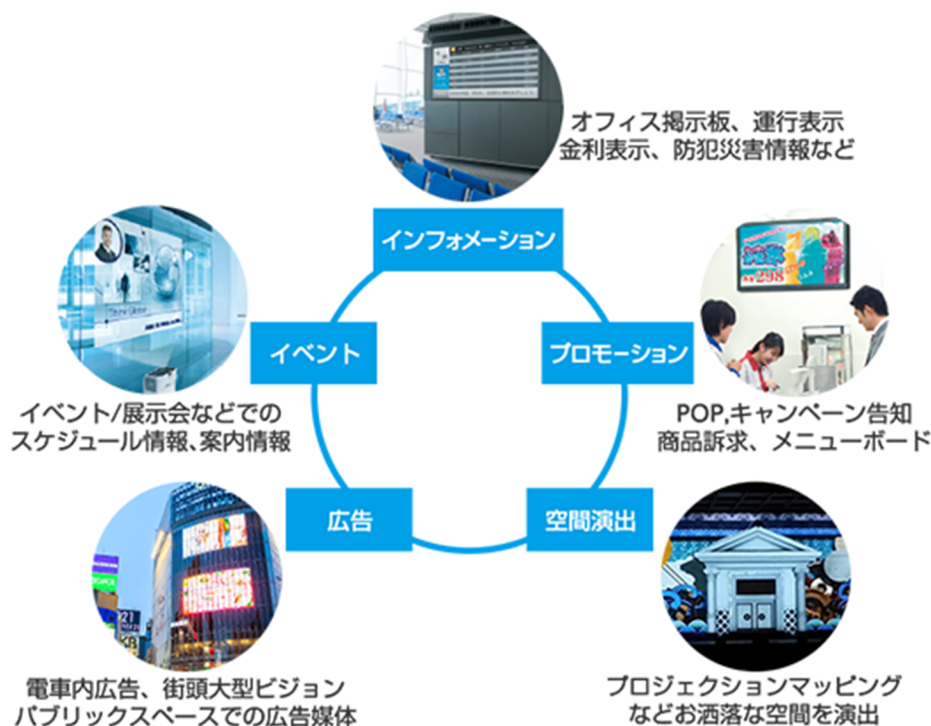 オフィス掲示板、運行表示
金利表示、防犯災害情報など
インフォメーション
イベント
プロモーション
298
イベント/展示会などでの
スケジュール情報、案内情報
POP,キャンペーン告知
商品訴求、メニューボード
広告
空間演出
21
電車内広告、街頭大型ビジョン
パブリックスペースでの広告媒体
プロジェクションマッピング
などお洒落な空間を演出